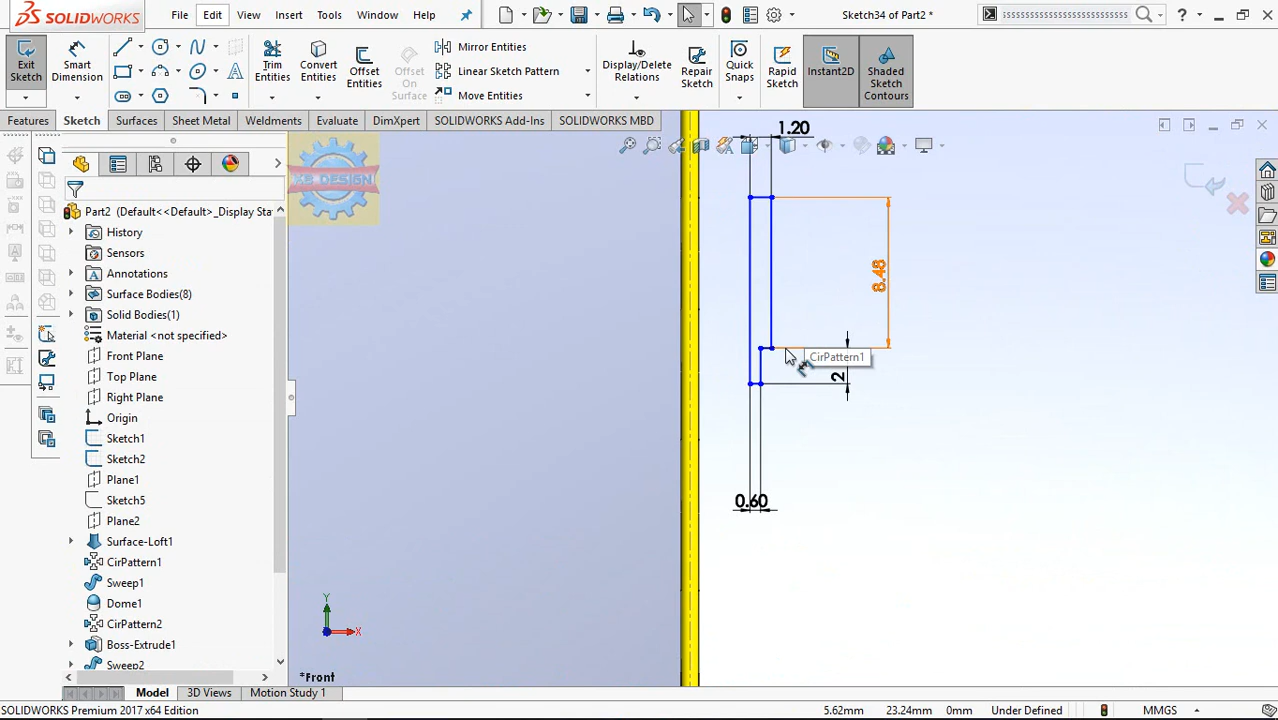 SOLIDWORKS
File
Edit
View
Insert
Tools
Window
Help
Sketch34 of Part2 *
?
Exit Sketch
Smart Dimension
Trim Entities
Convert Entities
Offset Entities
Offset On Surface
Mirror Entities
Linear Sketch Pattern
Move Entities
Display/Delete Relations
Repair Sketch
Quick Snaps
Rapid Sketch
Instant2D
Shaded Sketch Contours
Features
Sketch
Surfaces
Sheet Metal
Weldments
Evaluate
DimXpert
SOLIDWORKS Add-Ins
SOLIDWORKS MBD
Part2 (Default<<Default>_Display Sta
History
Sensors
Annotations
Surface Bodies(8)
Solid Bodies(1)
Material <not specified>
Front Plane
Top Plane
Right Plane
Origin
Sketch1
Sketch2
Plane1
Sketch5
Plane2
Surface-Loft1
CirPattern1
Sweep1
Dome1
CirPattern2
Boss-Extrude1
Sweep2
KS DESIGN
1.20
8.48
CirPattern1
2
0.60
Y
X
*Front
Model
3D Views
Motion Study 1
SOLIDWORKS Premium 2017 x64 Edition
5.62mm
23.24mm
0mm
Under Defined
MMGS